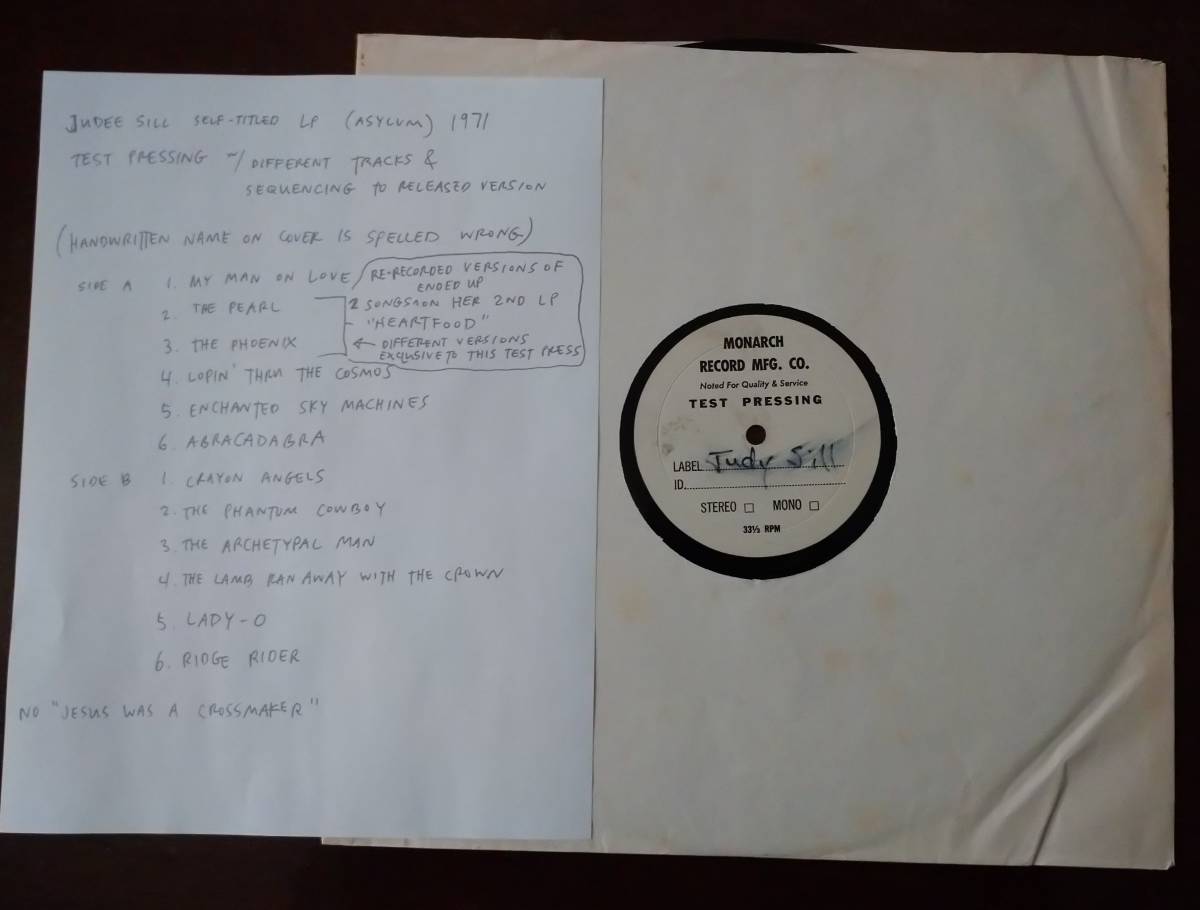 JUDEE SILL SELF-TITLED LP (ASYLUM) 1971
TEST PRESSING W/ DIFFERENT TRACKS &
SEQUENCING TO RELEASED VERSION
(HANDWRITTEN NAME ON COVER IS SPELLED WRONG)
SIDE A 1. MY MAN ON LOVE
2. THE PEARL
3. THE PHOENIX
RE-RECORDED VERSIONS OF
ENDED UP
2 SONGS ON HER 2ND LP
"HEARTFOOD"
← DIFFERENT VERSIONS
EXCLUSIVE TO THIS TEST PRESS
4. LOPIN' THRU THE COSMOS
5. ENCHANTED SKY MACHINES
6. ABRACADABRA
SIDE B 1. CRAYON ANGELS
2. THE PHANTUM COWBOY
3. THE ARCHETYPAL MAN
4. THE LAMB RAN AWAY WITH THE CROWN
5. LADY-O
6. RIDGE RIDER
NO "JESUS WAS A CROSSMAKER"
MONARCH
RECORD MFG. CO.
Noted For Quality & Service
TEST PRESSING
LABEL Judy Sill
ID.
STEREO □ MONO □
33⅓ RPM